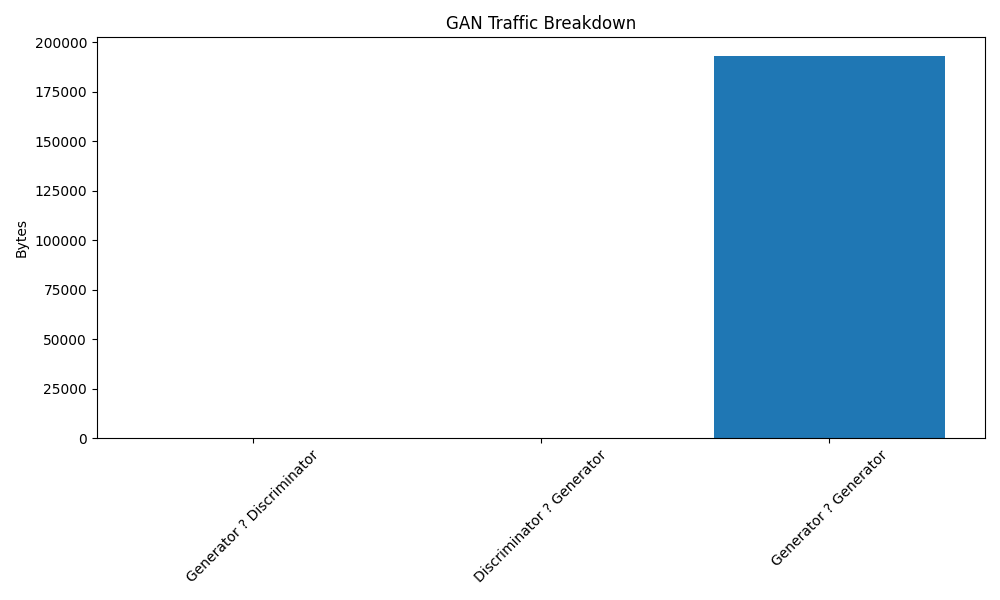 GAN Traffic Breakdown
200000
175000
150000
125000
100000
75000
50000
25000
0
Bytes
Generator ? Discriminator
Discriminator ? Generator
Generator ? Generator